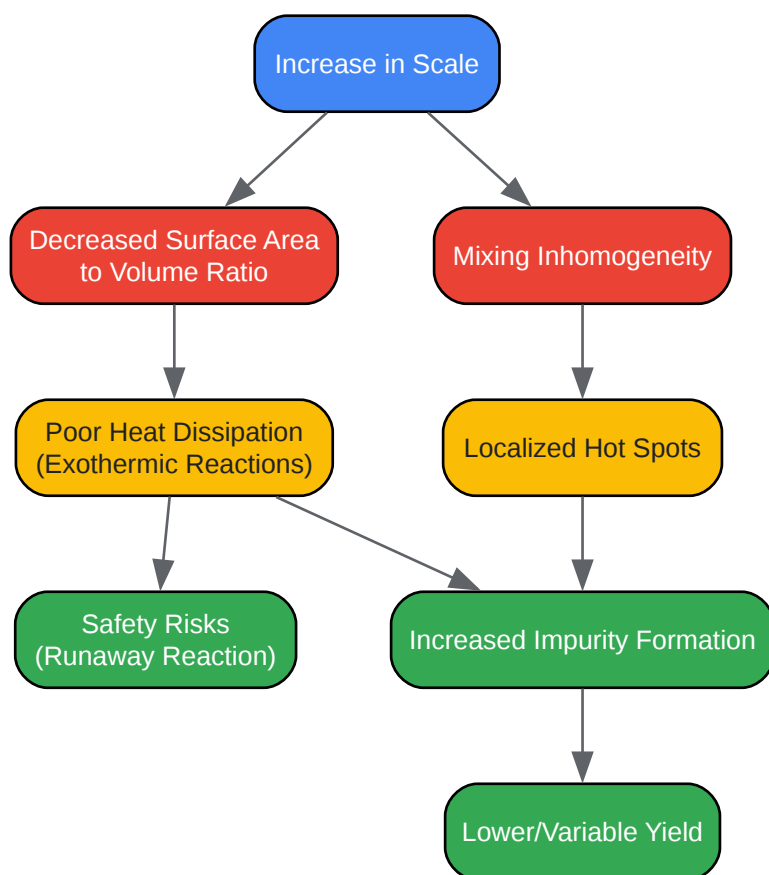 Increase in Scale
Decreased Surface Area
to Volume Ratio
Mixing Inhomogeneity
Poor Heat Dissipation
(Exothermic Reactions)
Localized Hot Spots
Safety Risks
(Runaway Reaction)
Increased Impurity Formation
Lower/Variable Yield